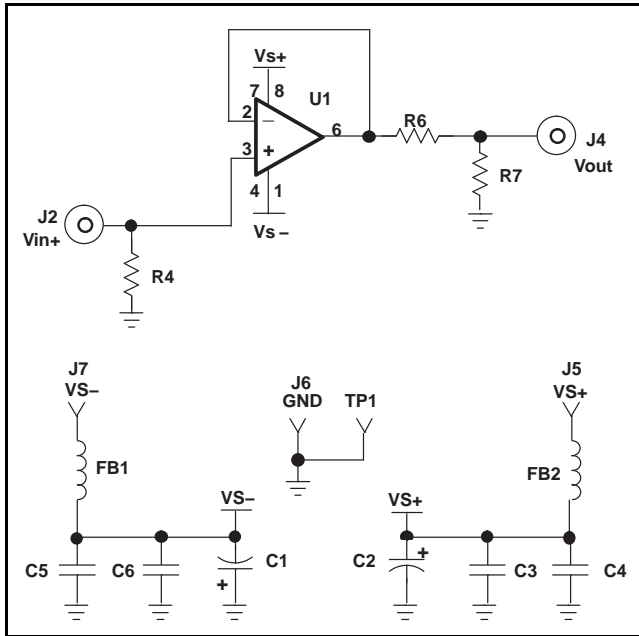 Vs+
7 8
U1
2 −
6
R6
J4
Vout
3 +
R7
4 1
Vs−
J2
Vin+
R4
J7
VS−
J6
GND
TP1
J5
VS+
FB1
FB2
VS−
VS+
C5
C6
C1
+
C2
+
C3
C4